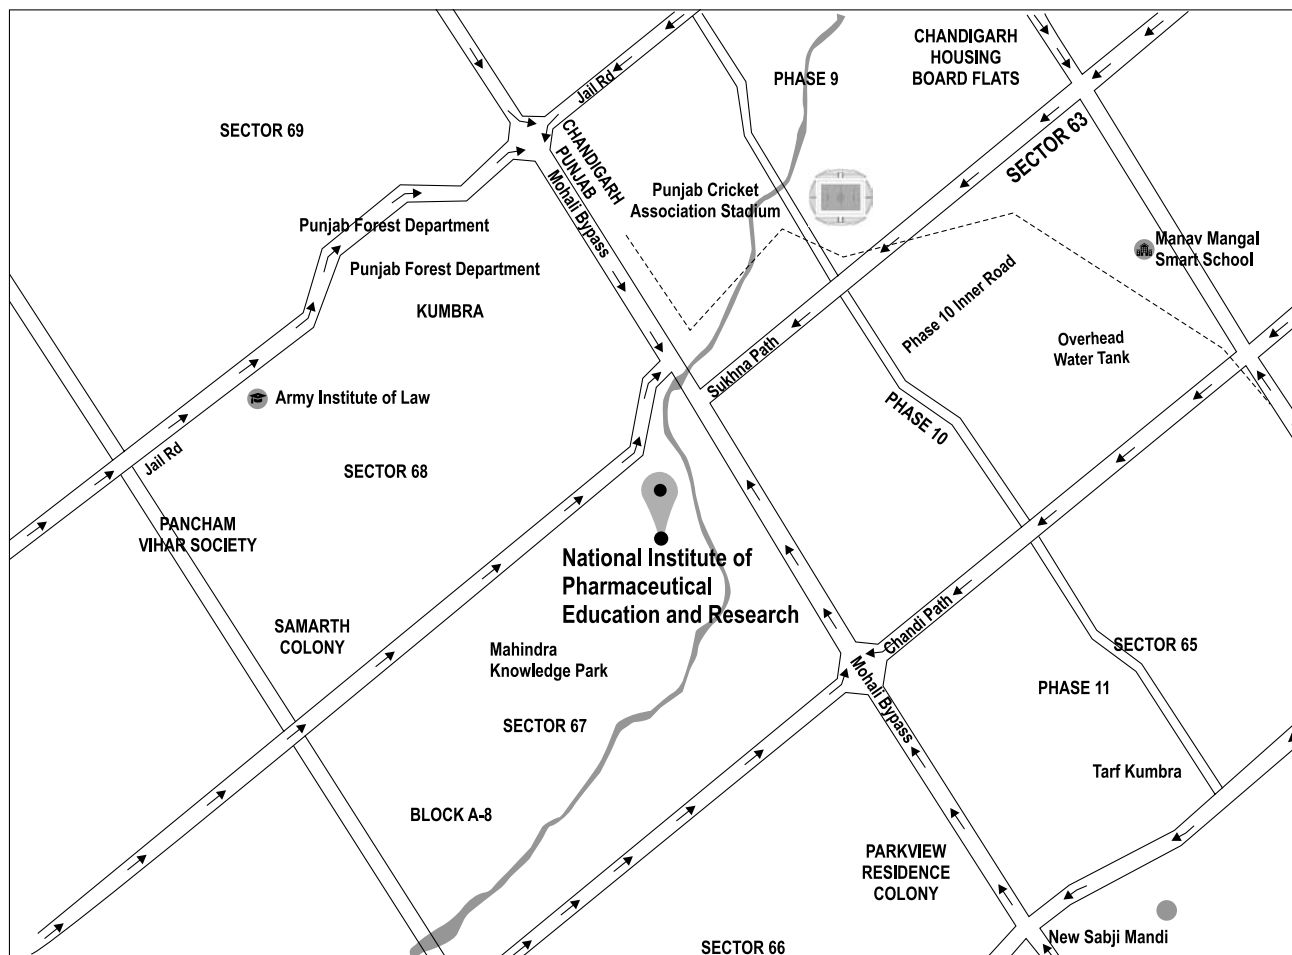 CHANDIGARH
HOUSING
BOARD FLATS
PHASE 9
Jail Rd
SECTOR 69
CHANDIGARH
PUNJAB
Mohali Bypass
SECTOR 63
Punjab Cricket
Association Stadium
Punjab Forest Department
Punjab Forest Department
KUMBRA
Manav Mangal
Smart School
Phase 10 Inner Road
Overhead
Water Tank
Sukhna Path
Army Institute of Law
PHASE 10
Jail Rd
SECTOR 68
PANCHAM
VIHAR SOCIETY
National Institute of
Pharmaceutical
Education and Research
SAMARTH
COLONY
Chandi Path
Mahindra
Knowledge Park
SECTOR 65
Mohali Bypass
PHASE 11
SECTOR 67
Tarf Kumbra
BLOCK A-8
PARKVIEW
RESIDENCE
COLONY
New Sabji Mandi
SECTOR 66